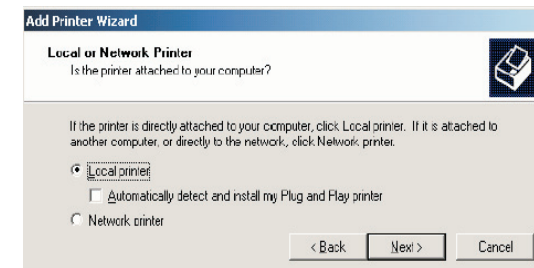 Add Printer Wizard
Local or Network Printer
Is the printer attached to your computer?
If the printer is directly attached to your computer, click Local printer. If it is attached to
another computer, or directly to the network, click Network printer.
Local printer
Automatically detect and install my Plug and Play printer
Network printer
< Back Next > Cancel